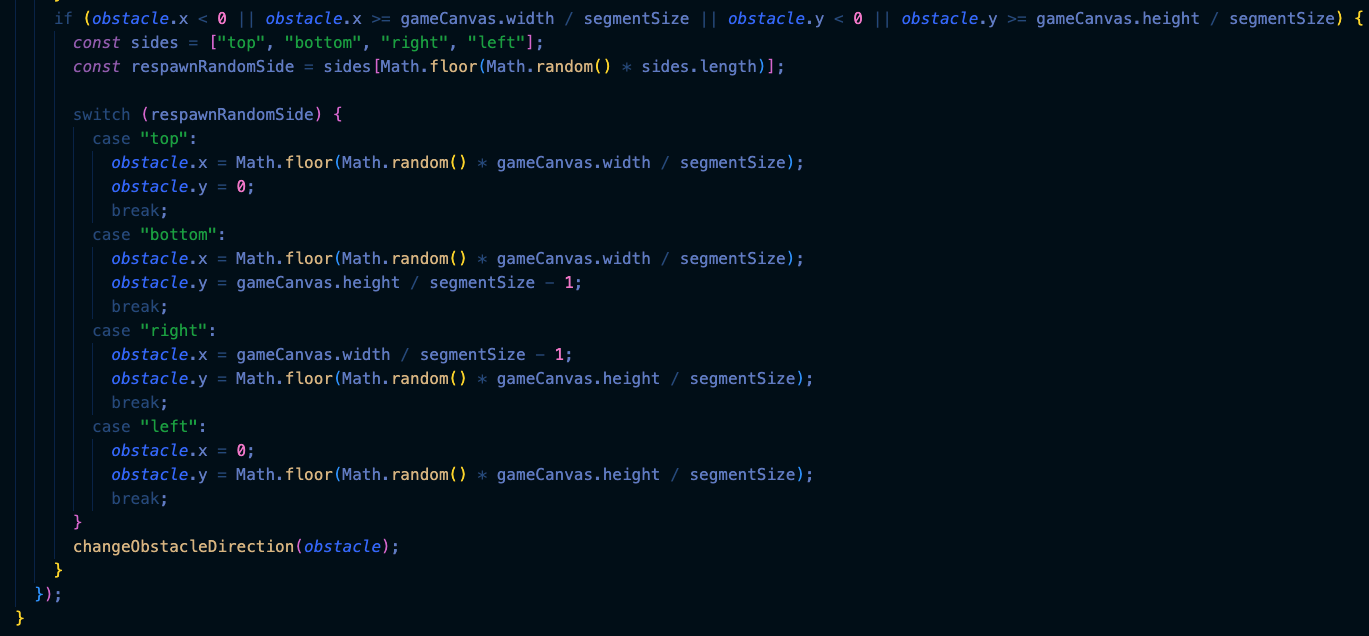 if (obstacle.x < 0 || obstacle.x >= gameCanvas.width / segmentSize || obstacle.y < 0 || obstacle.y >= gameCanvas.height / segmentSize) {
const sides = ["top", "bottom", "right", "left"];
const respawnRandomSide = sides[Math.floor(Math.random() * sides.length)];
switch (respawnRandomSide) {
case "top":
obstacle.x = Math.floor(Math.random() * gameCanvas.width / segmentSize);
obstacle.y = 0;
break;
case "bottom":
obstacle.x = Math.floor(Math.random() * gameCanvas.width / segmentSize);
obstacle.y = gameCanvas.height / segmentSize - 1;
break;
case "right":
obstacle.x = gameCanvas.width / segmentSize - 1;
obstacle.y = Math.floor(Math.random() * gameCanvas.height / segmentSize);
break;
case "left":
obstacle.x = 0;
obstacle.y = Math.floor(Math.random() * gameCanvas.height / segmentSize);
break;
}
changeObstacleDirection(obstacle);
}
});
}